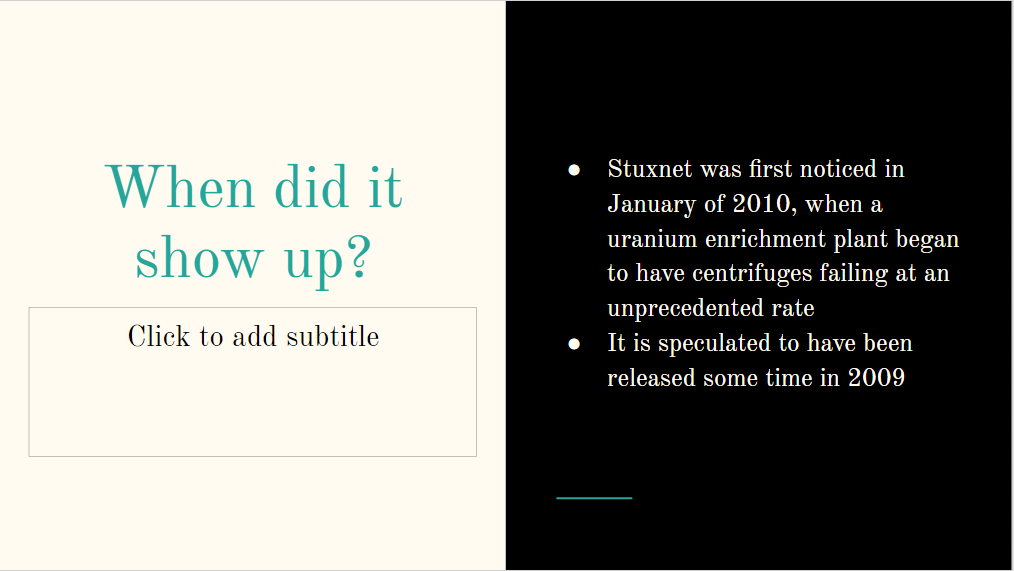 When did it
show up?
Click to add subtitle
● Stuxnet was first noticed in
January of 2010, when a
uranium enrichment plant began
to have centrifuges failing at an
unprecedented rate
● It is speculated to have been
released some time in 2009